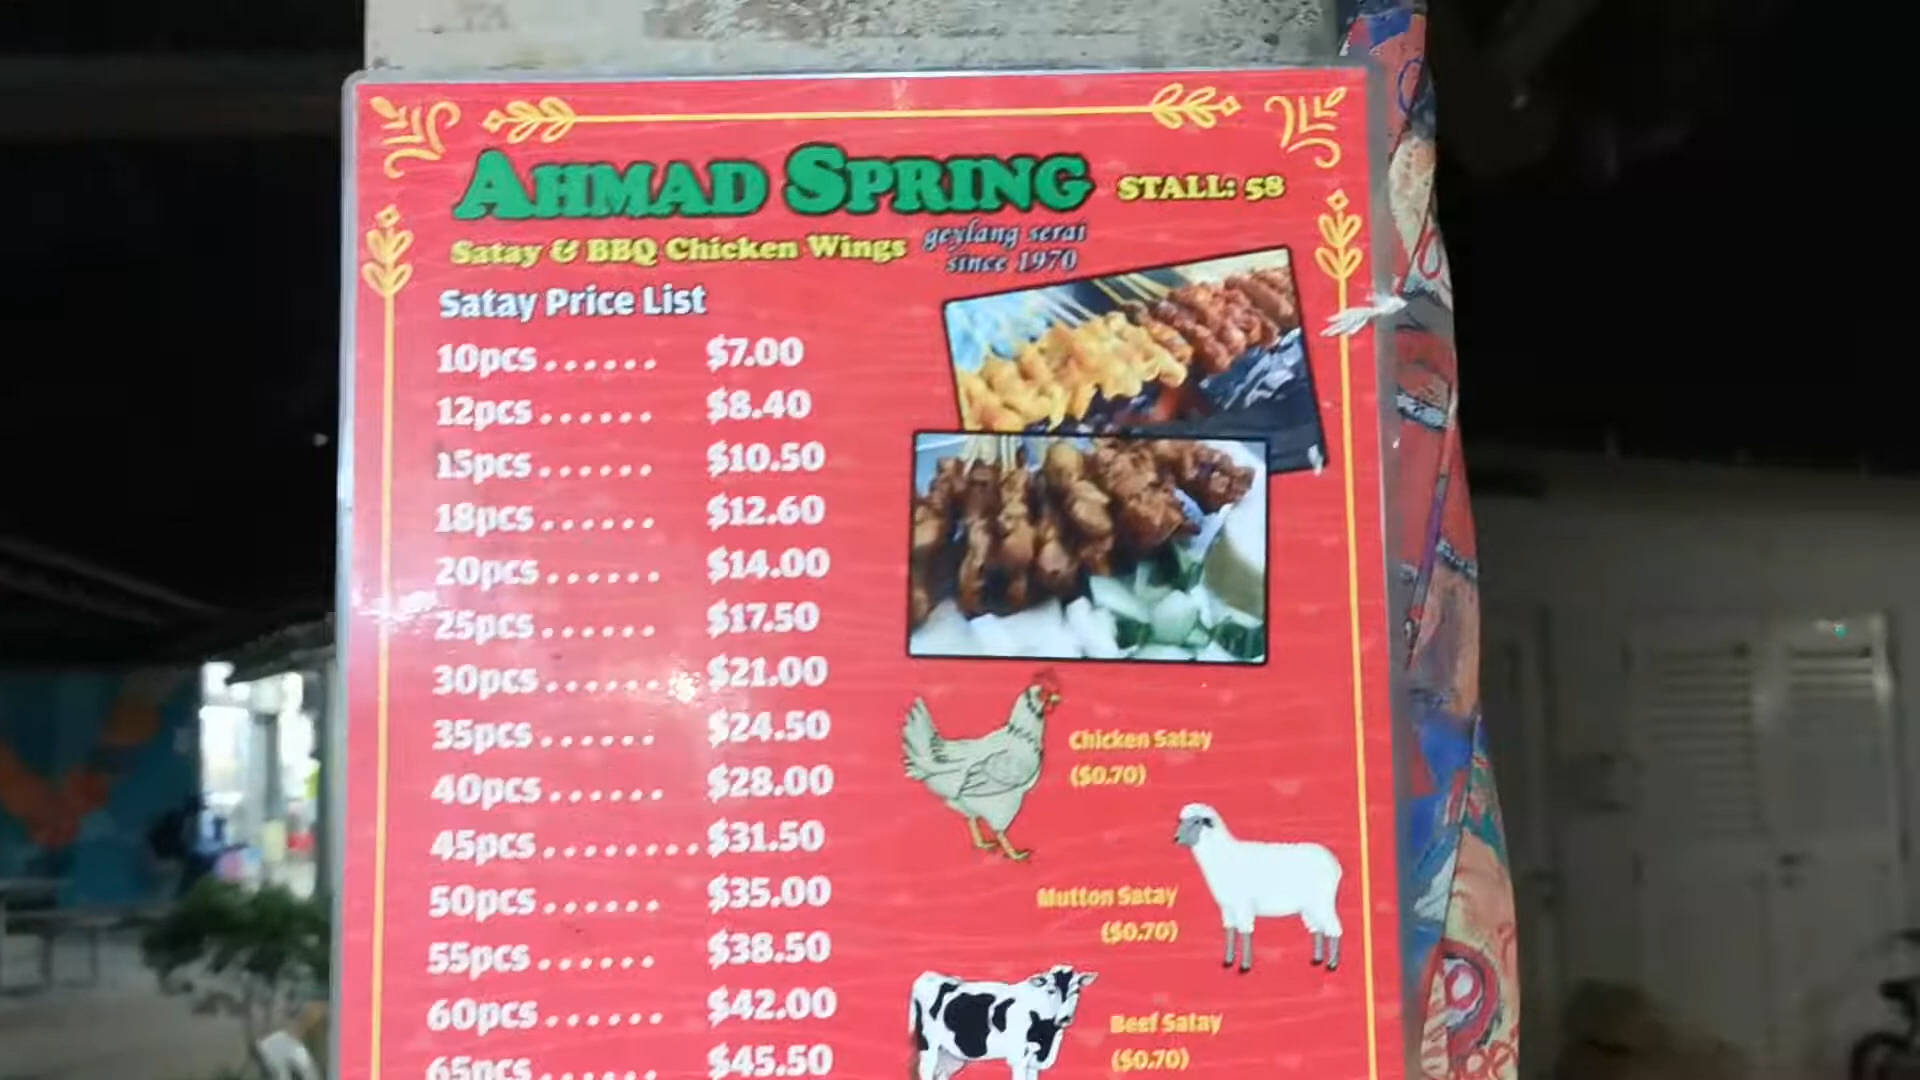 AHMAD SPRING STALL: 58
Satay & BBQ Chicken Wings geylang serai
since 1970
Satay Price List
10pcs...... $7.00
12pcs...... $8.40
15pcs...... $10.50
18pcs...... $12.60
20pcs...... $14.00
25pcs...... $17.50
30pcs...... $21.00
35pcs...... $24.50
40pcs...... $28.00
45pcs........ $31.50
50pcs...... $35.00
55pcs...... $38.50
60pcs...... $42.00
65pcs...... $45.50
Chicken Satay
($0.70)
Mutton Satay
($0.70)
Beef Satay
($0.70)